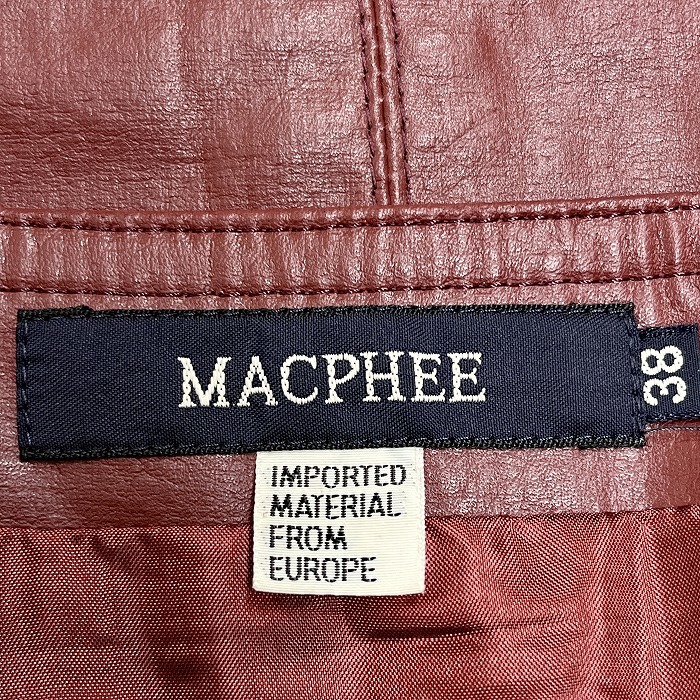 MACPHEE
38
IMPORTED
MATERIAL
FROM
EUROPE